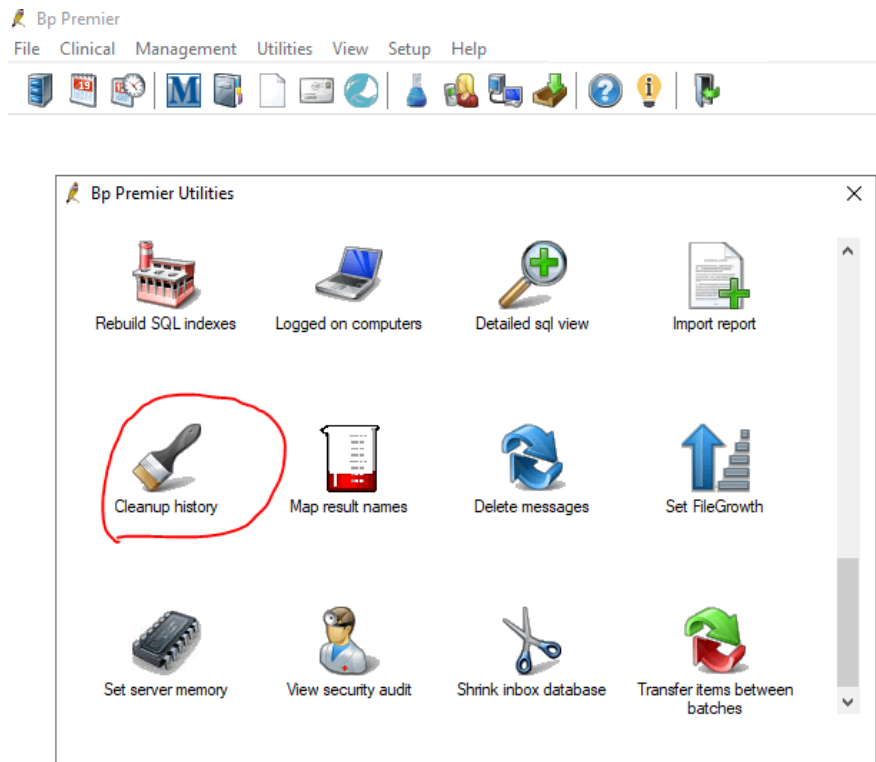 Bp Premier
File Clinical Management Utilities View Setup Help
19
M
Bp Premier Utilities
Rebuild SQL indexes
Logged on computers
Detailed sql view
Import report
Cleanup history
Map result names
Delete messages
Set FileGrowth
Set server memory
View security audit
Shrink inbox database
Transfer items between
batches